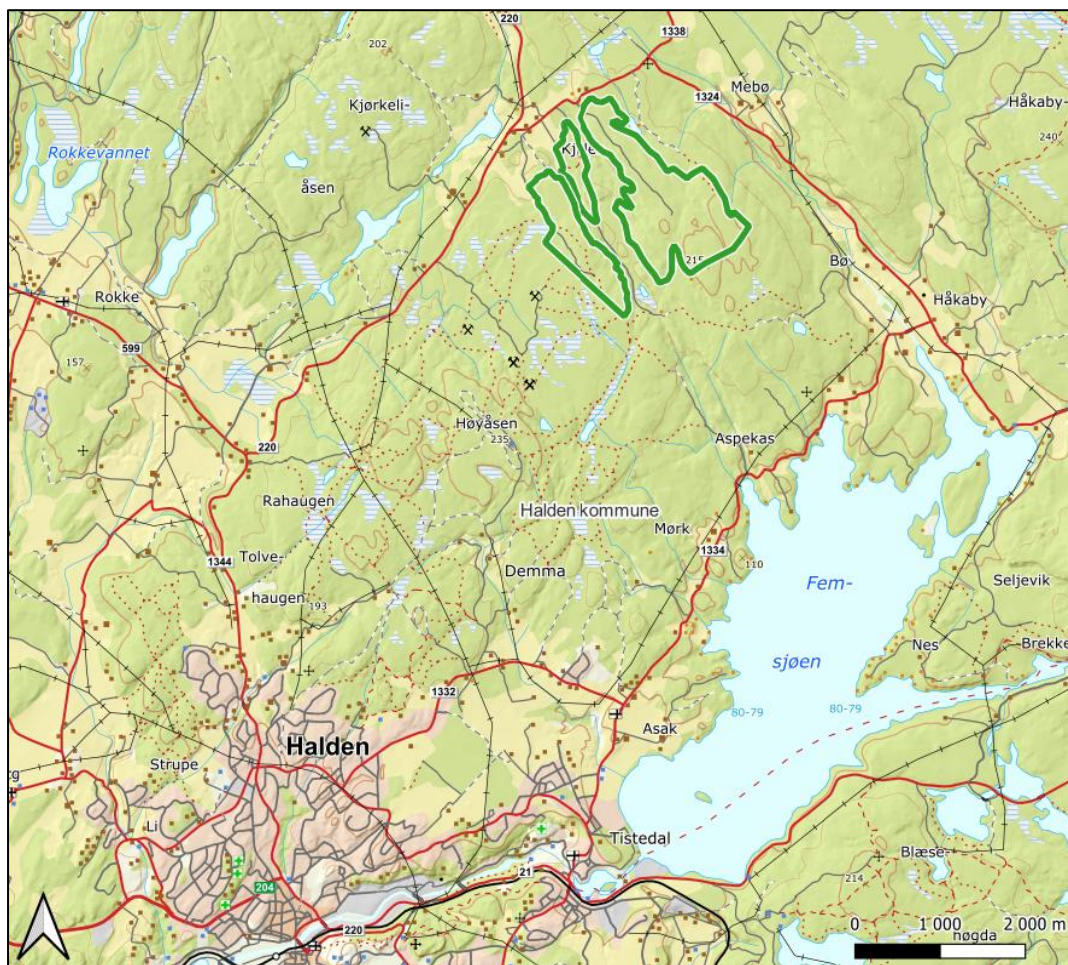 220
1338
202
Kjørkeli-
1324
Mebø
Håkaby-
240
Rokkevannet
åsen
215
Bø
Rokke
Håkaby
599
157
Høyåsen
235
Aspekas
220
Rahaugen
Halden kommune
Mørk
1344
Tolve-
Demma
1334
110
Fem-
Seljevik
haugen
193
sjøen
Nes
Brekke
1332
80-79
80-79
Asak
Halden
Strupe
Li
Tistedal
Blæse-
204
21
214
220
0 1 000 2 000 m
høgda